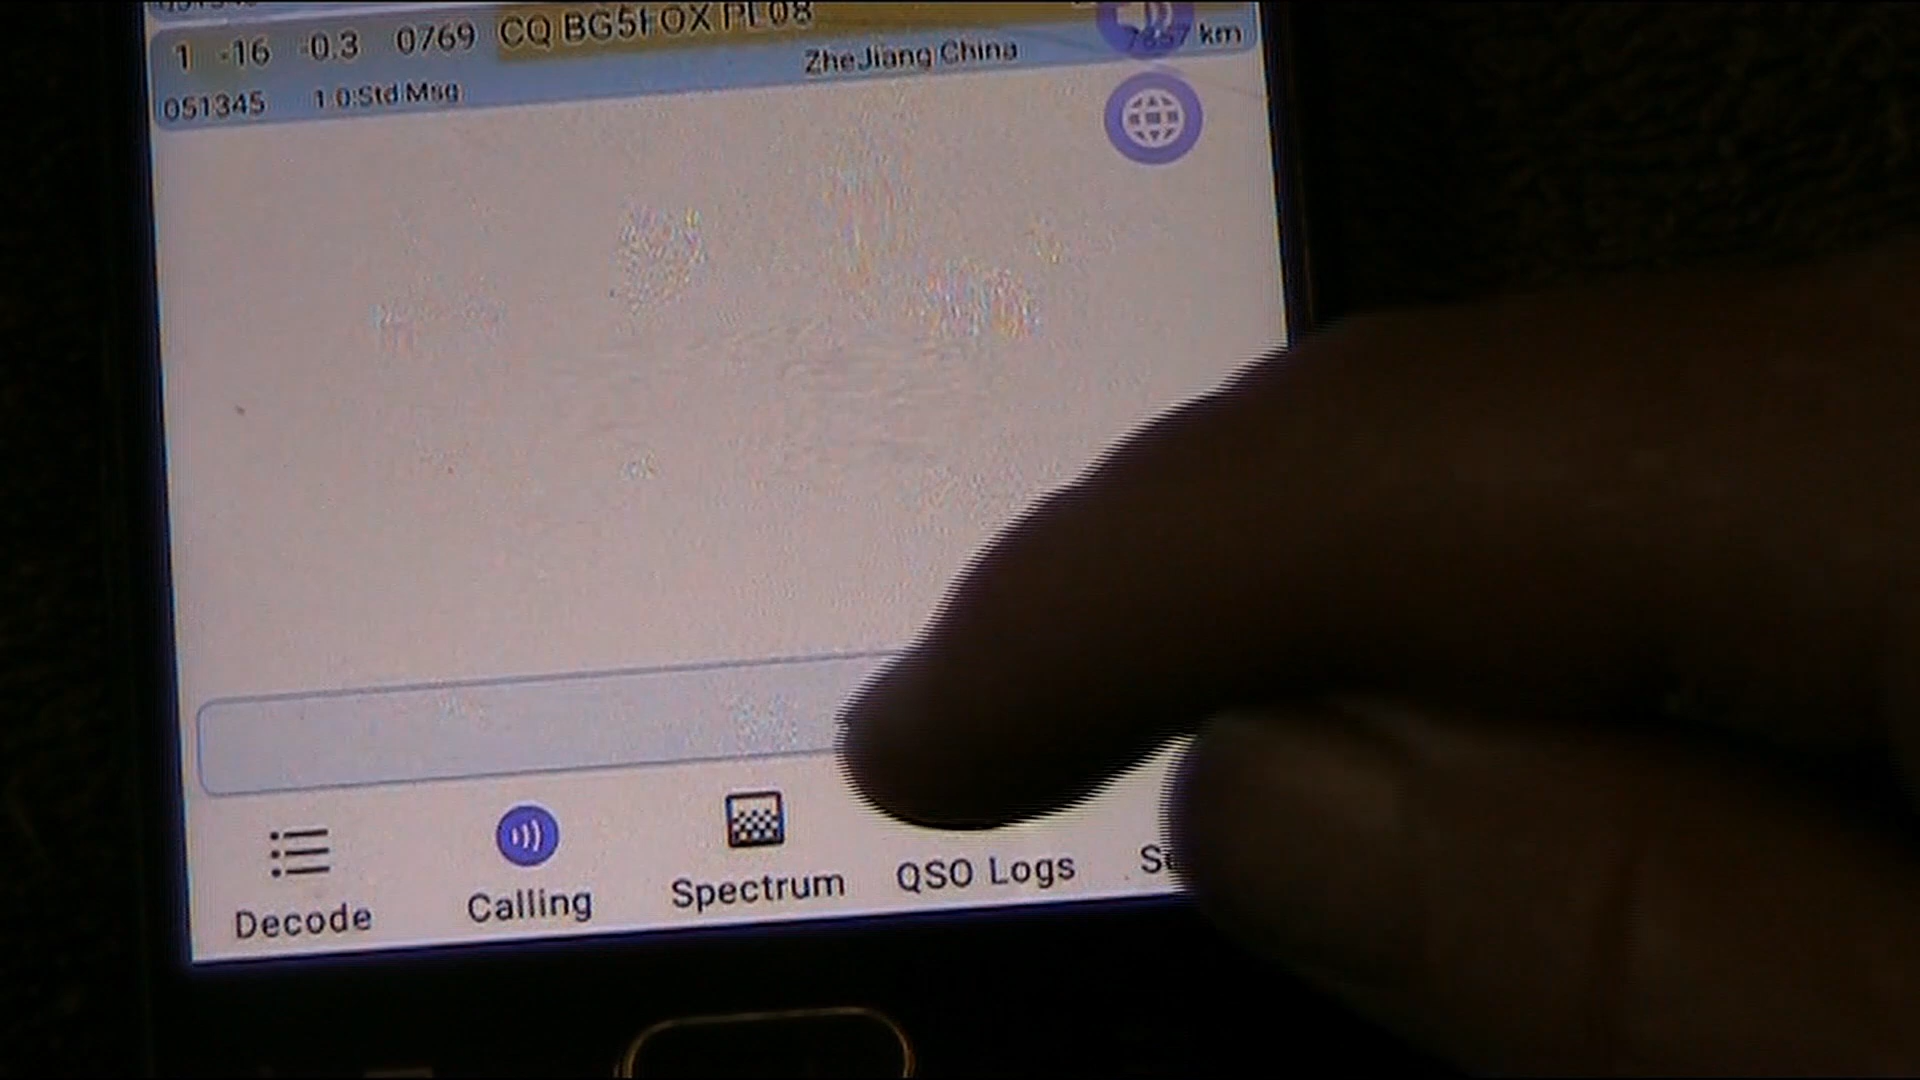 1 -16 -0.3 0769 CQ BG5FOX PL08
ZheJiang China km
051345 1.0:Std Msg
Decode Calling Spectrum QSO Logs